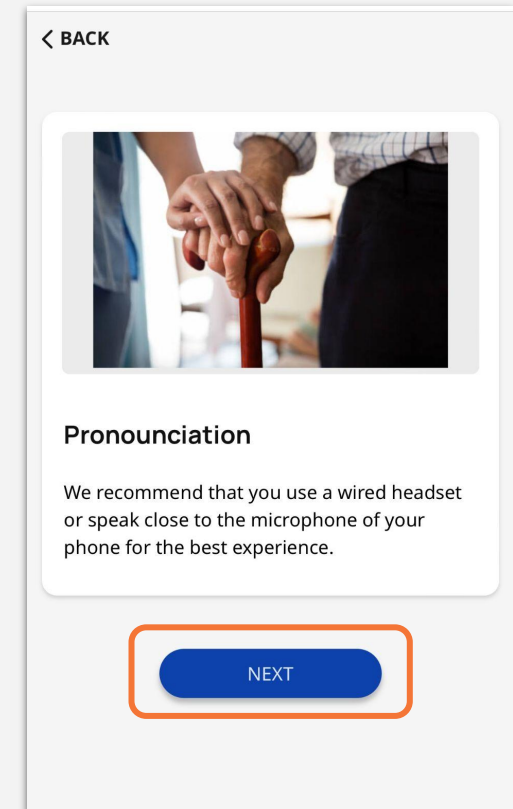 BACK
Pronounciation
We recommend that you use a wired headset
or speak close to the microphone of your
phone for the best experience.
NEXT